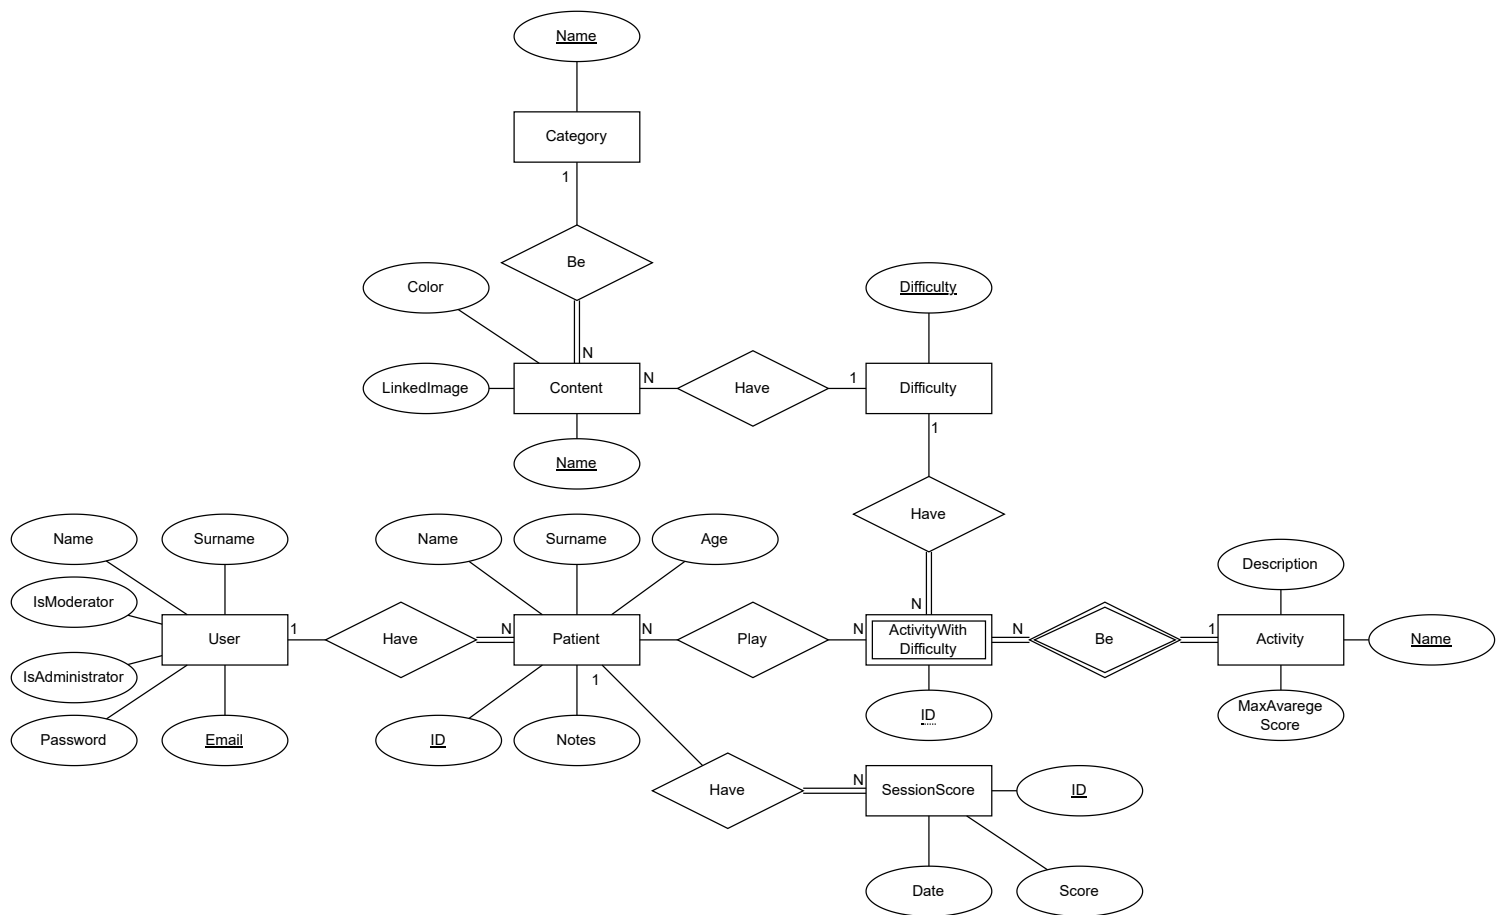 Name
Category
1
Be
Color
Difficulty
N
LinkedImage
Content
N
Have
1
Difficulty
1
Name
Have
Name
Surname
Name
Surname
Age
Description
IsModerator
N
User
1
Have
N
Patient
N
Play
N
ActivityWith
Difficulty
N
Be
1
Activity
Name
IsAdministrator
1
Password
Email
ID
Notes
ID
MaxAvarege
Score
Have
N
SessionScore
ID
Date
Score